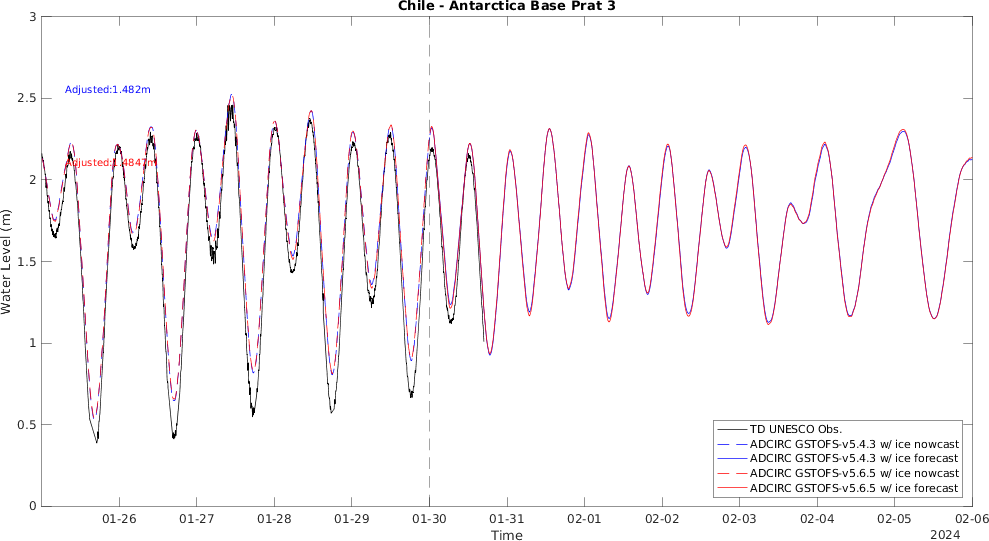 Chile - Antarctica Base Prat 3
3
2.5
2
1.5
1
0.5
0
Water Level (m)
Adjusted:1.482m
Adjusted:1.4847m
TD UNESCO Obs.
ADCIRC GSTOFS-v5.4.3 w/ ice nowcast
ADCIRC GSTOFS-v5.4.3 w/ ice forecast
ADCIRC GSTOFS-v5.6.5 w/ ice nowcast
ADCIRC GSTOFS-v5.6.5 w/ ice forecast
01-26 01-27 01-28 01-29 01-30 01-31 02-01 02-02 02-03 02-04 02-05 02-06
Time
2024